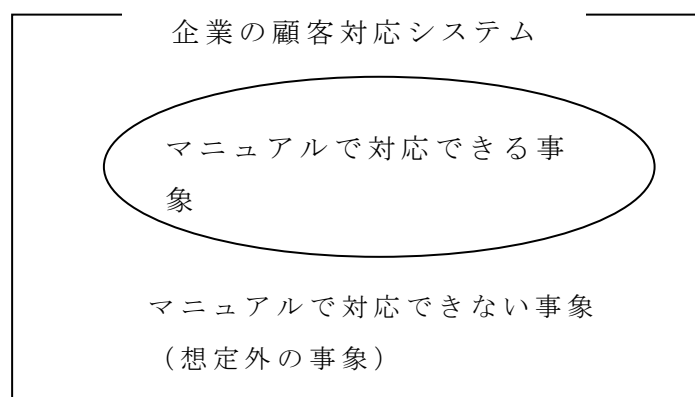 企業の顧客対応システム
マニュアルで対応できる事
象
マニュアルで対応できない事象
（想定外の事象）